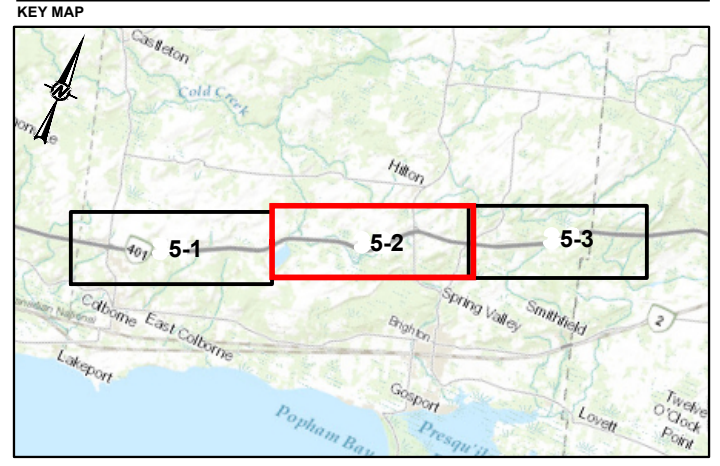 KEY MAP
Castleton
N
Cold Creek
Hilton
401
5-1
5-2
5-3
Colborne
East Colborne
Spring Valley
Smithfield
2
Brighton
Lakeport
Gosport
Twelve
O'Clock
Point
Lovett
Popham Bay
Presqu'il